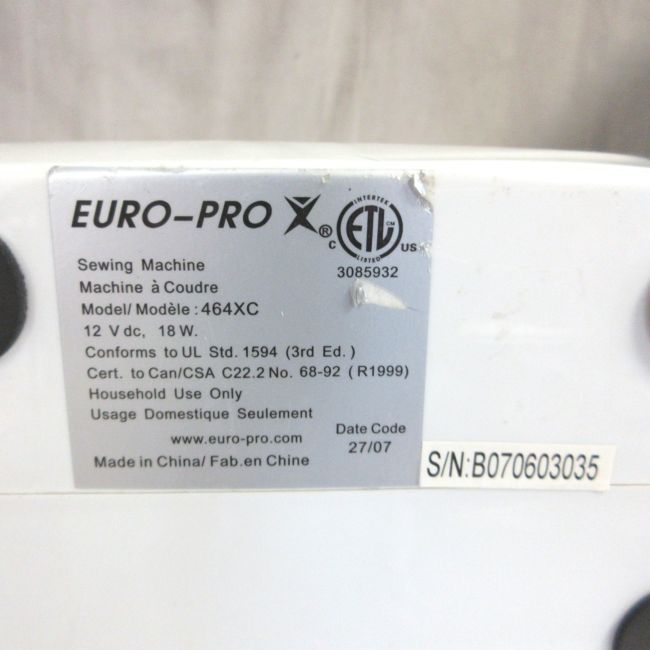 EURO-PRO X®
INTERTEK
C ETL CM US
LISTED
3085932
Sewing Machine
Machine à Coudre
Model/ Modèle : 464XC
12 V dc, 18 W.
Conforms to UL Std. 1594 (3rd Ed.)
Cert. to Can/CSA C22.2 No. 68-92 (R1999)
Household Use Only
Usage Domestique Seulement
www.euro-pro.com
Date Code
27/07
Made in China/ Fab.en Chine
S/N:B070603035